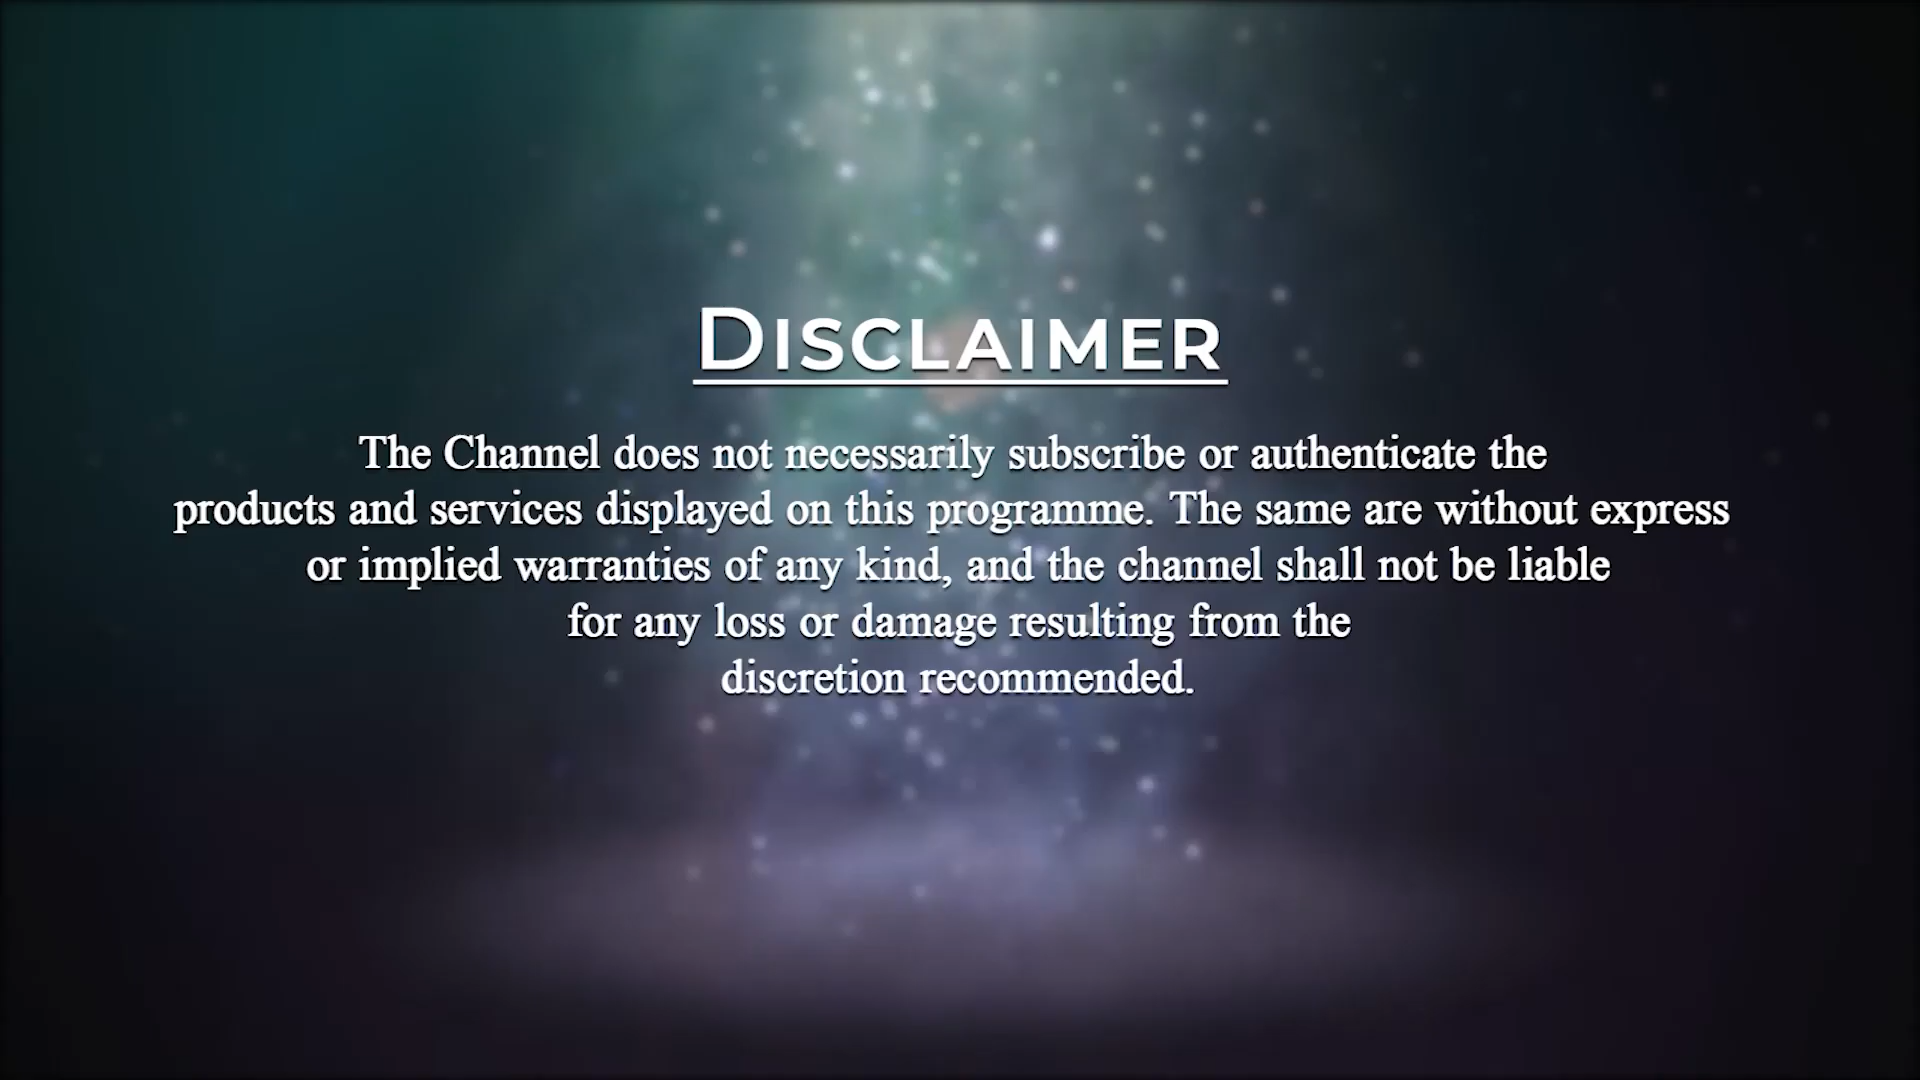 DISCLAIMER
The Channel does not necessarily subscribe or authenticate the
products and services displayed on this programme. The same are without express
or implied warranties of any kind, and the channel shall not be liable
for any loss or damage resulting from the
discretion recommended.